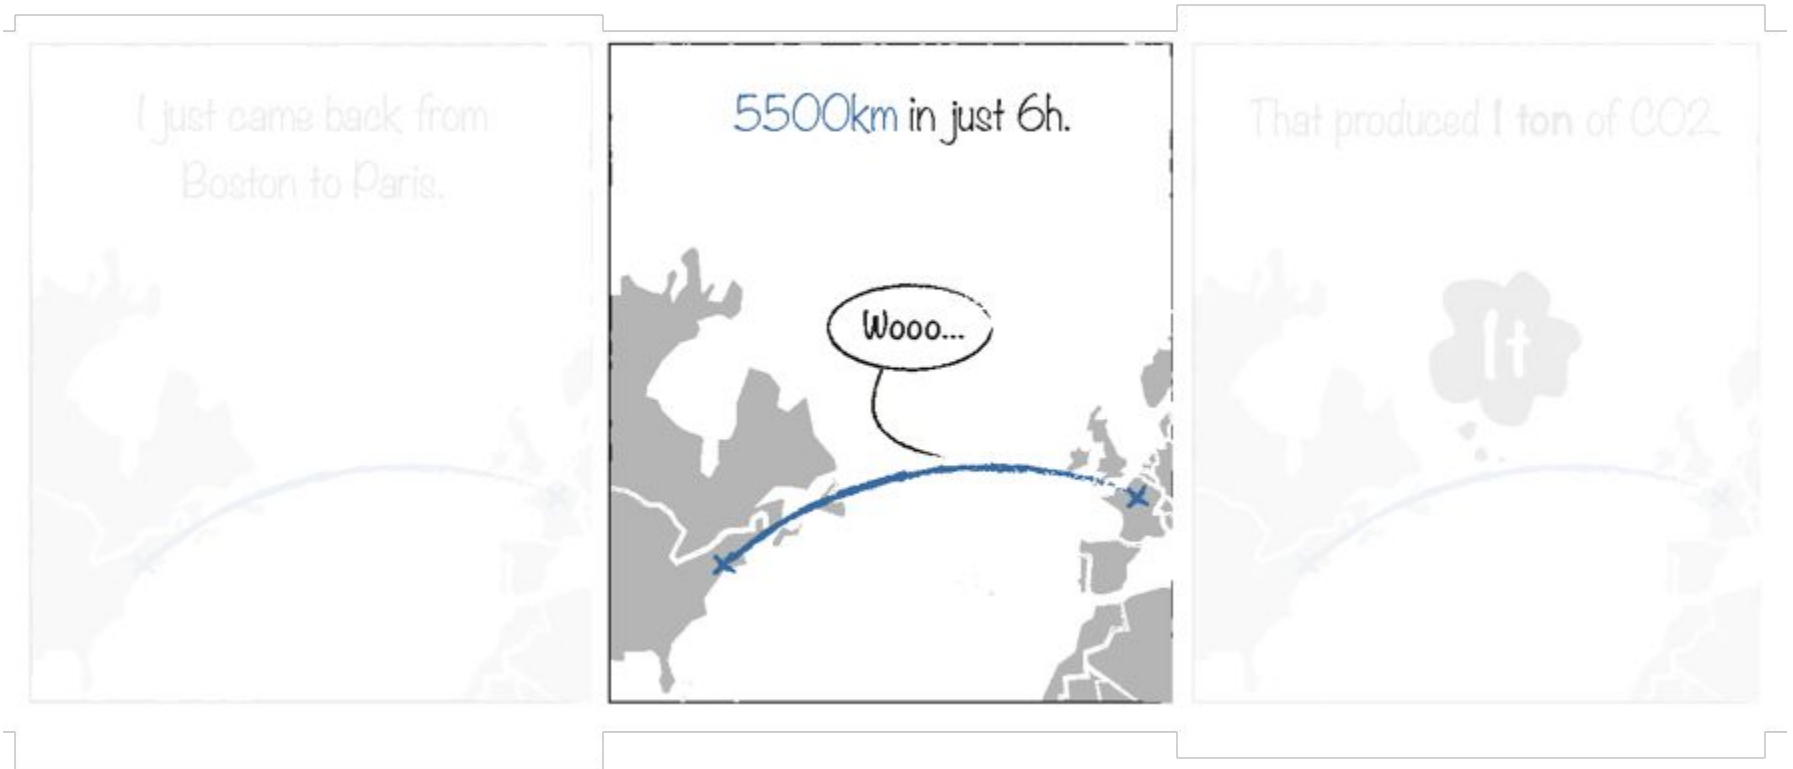 I just came back from
Boston to Paris.
5500km in just 6h.
Wooo...
That produced 1 ton of CO2
1t